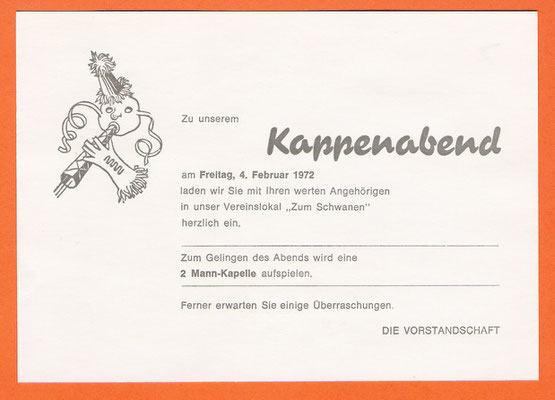 Zu unserem
Kappenabend
am Freitag, 4. Februar 1972
laden wir Sie mit Ihren werten Angehörigen
in unser Vereinslokal „Zum Schwanen"
herzlich ein.
Zum Gelingen des Abends wird eine
2 Mann-Kapelle aufspielen.
Ferner erwarten Sie einige Überraschungen.
DIE VORSTANDSCHAFT